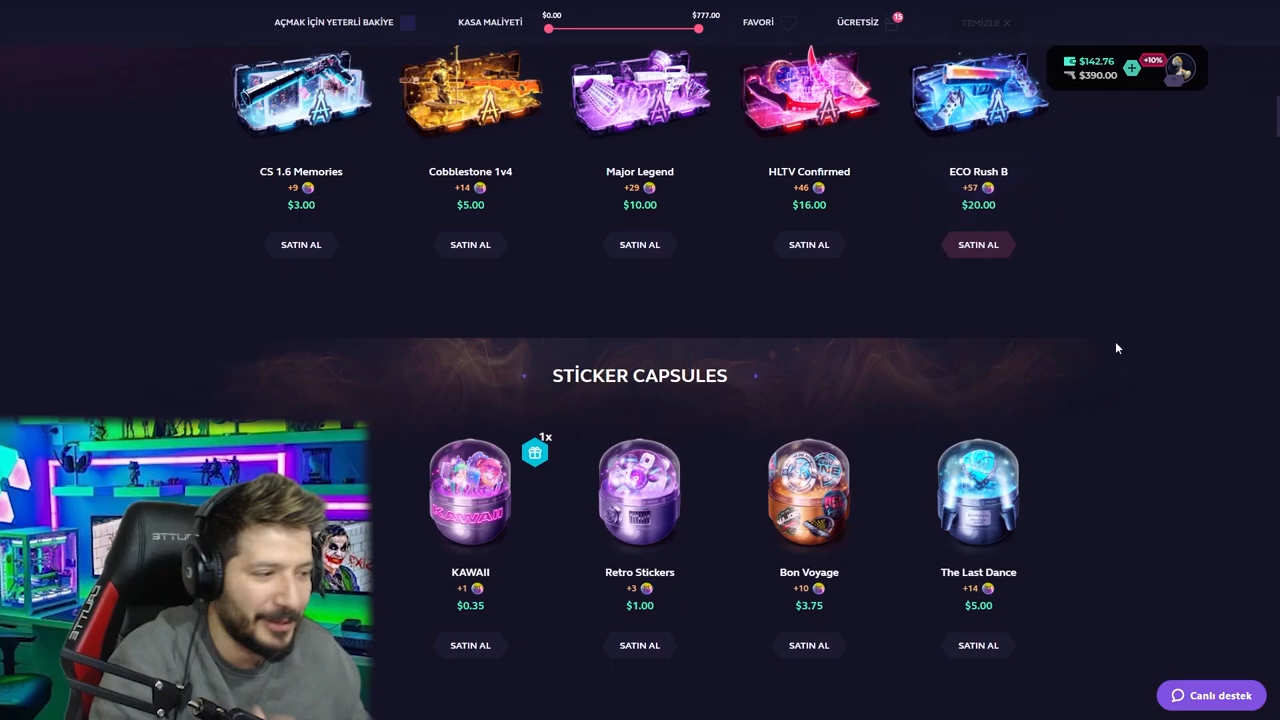 AÇMAK İÇİN YETERLİ BAKİYE
KASA MALİYETİ
$0.00
$777.00
FAVORİ
ÜCRETSİZ
15
TEMİZLE
$142.76
$390.00
+10%
CS 1.6 Memories
+9
$3.00
SATIN AL
Cobblestone 1v4
+14
$5.00
SATIN AL
Major Legend
+29
$10.00
SATIN AL
HLTV Confirmed
+46
$16.00
SATIN AL
ECO Rush B
+57
$20.00
SATIN AL
STİCKER CAPSULES
1x
KAWAII
KAWAII
+1
$0.35
SATIN AL
Retro Stickers
+3
$1.00
SATIN AL
Bon Voyage
+10
$3.75
SATIN AL
The Last Dance
+14
$5.00
SATIN AL
Canlı destek